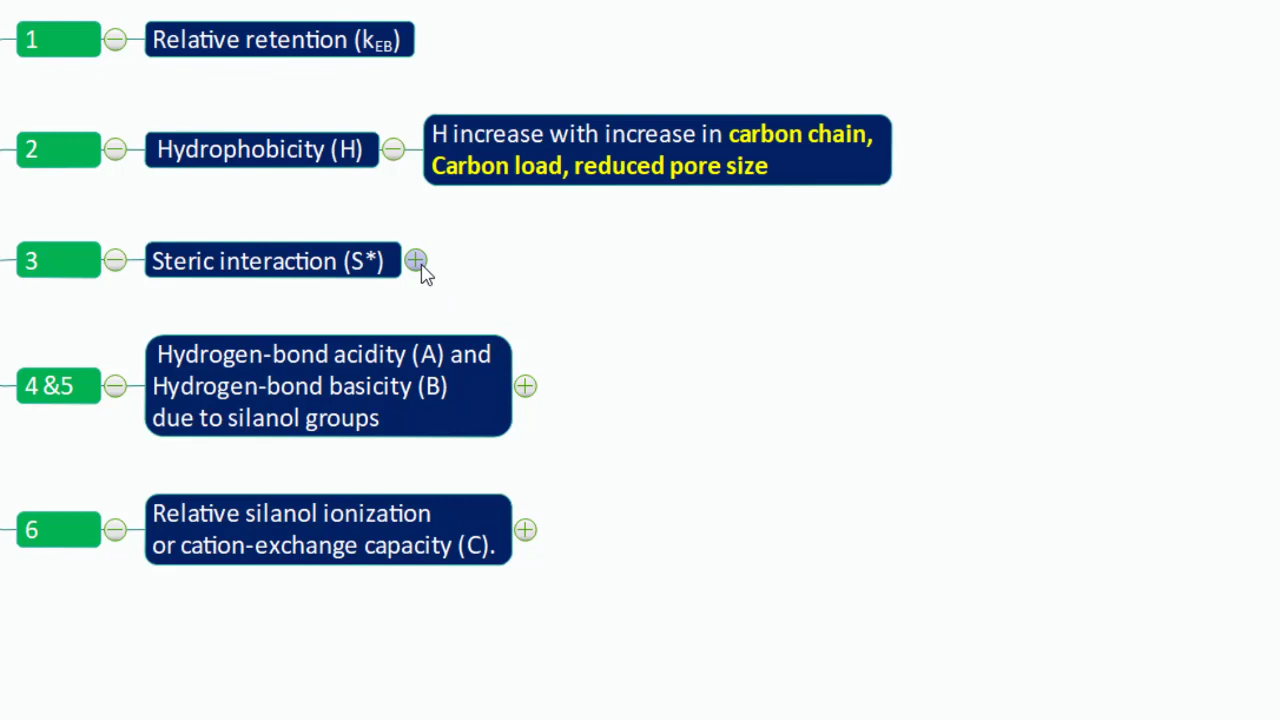 1
Relative retention (kEB)
2
Hydrophobicity (H)
H increase with increase in carbon chain,
Carbon load, reduced pore size
3
Steric interaction (S*)
4 &5
Hydrogen-bond acidity (A) and
Hydrogen-bond basicity (B)
due to silanol groups
6
Relative silanol ionization
or cation-exchange capacity (C).